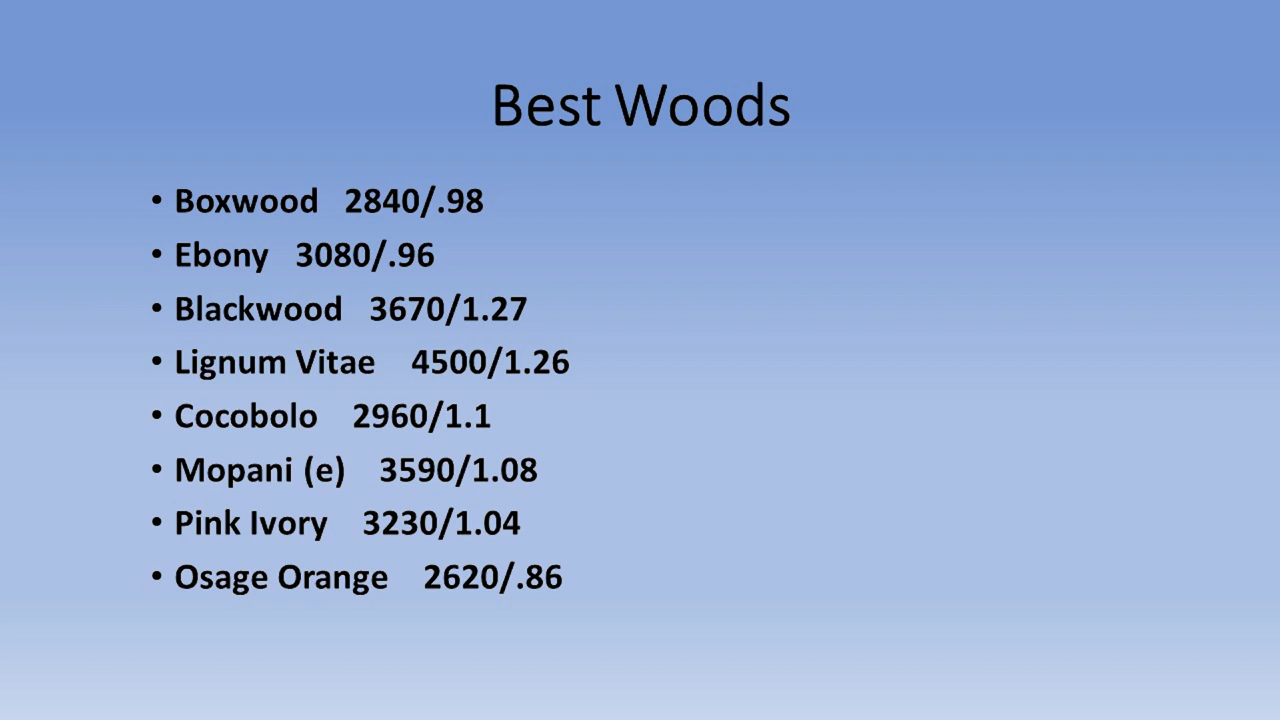 Best Woods
• Boxwood 2840/.98
• Ebony 3080/.96
• Blackwood 3670/1.27
• Lignum Vitae 4500/1.26
• Cocobolo 2960/1.1
• Mopani (e) 3590/1.08
• Pink Ivory 3230/1.04
• Osage Orange 2620/.86